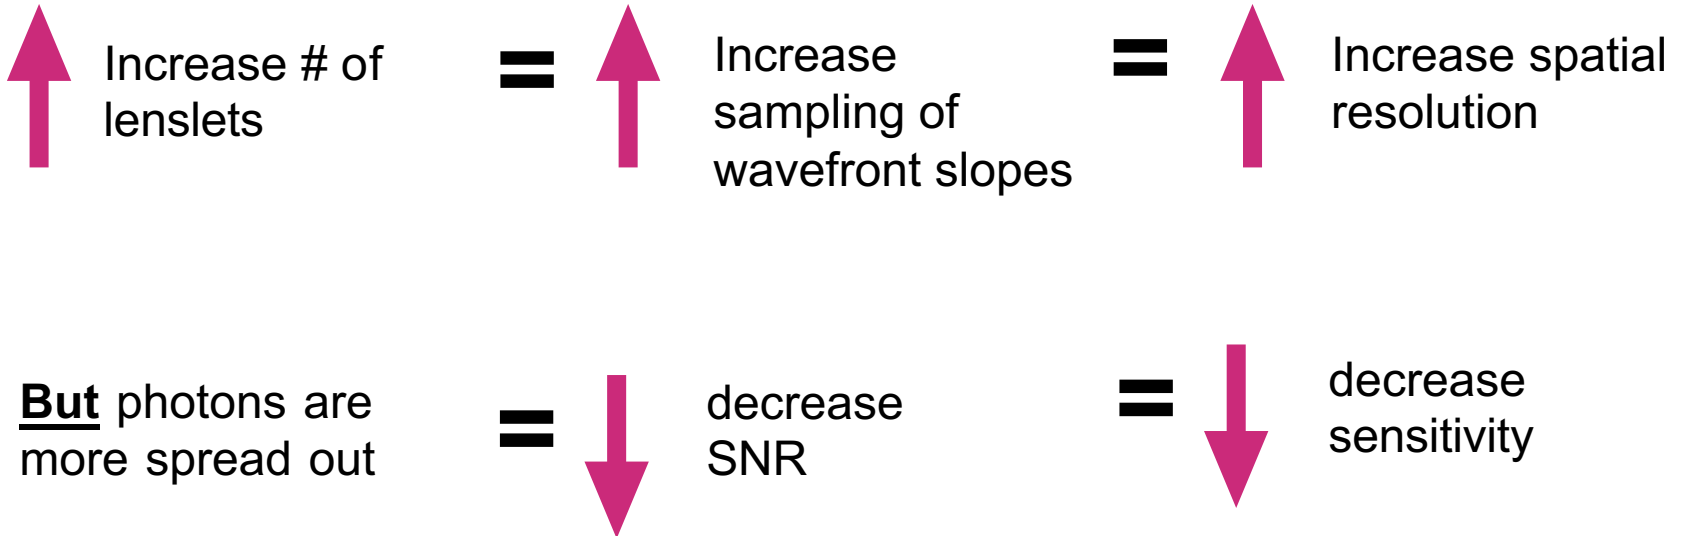 Increase # of
lenslets
=
Increase
sampling of
wavefront slopes
=
Increase spatial
resolution
But photons are
more spread out
=
decrease
SNR
=
decrease
sensitivity